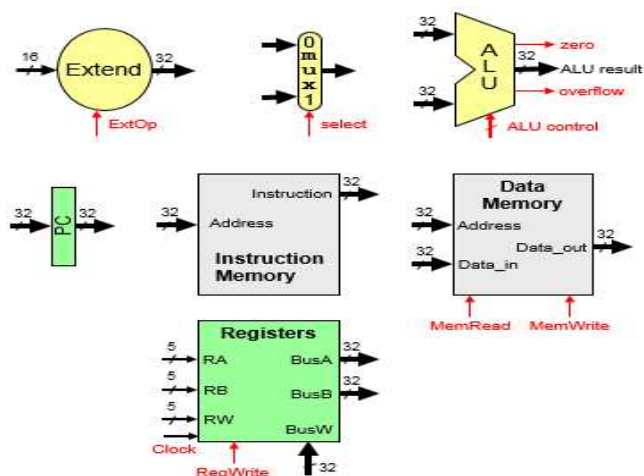 16
Extend
32
ExtOp
0
mux
1
select
32
32
ALU
zero
32
ALU result
overflow
ALU control
32
PC
32
32
Address
Instruction
32
Instruction
Memory
Data
Memory
32
Address
32
Data_in
Data_out
32
MemRead
MemWrite
Registers
5
RA
BusA
32
5
RB
BusB
32
5
RW
BusW
Clock
RegWrite
32